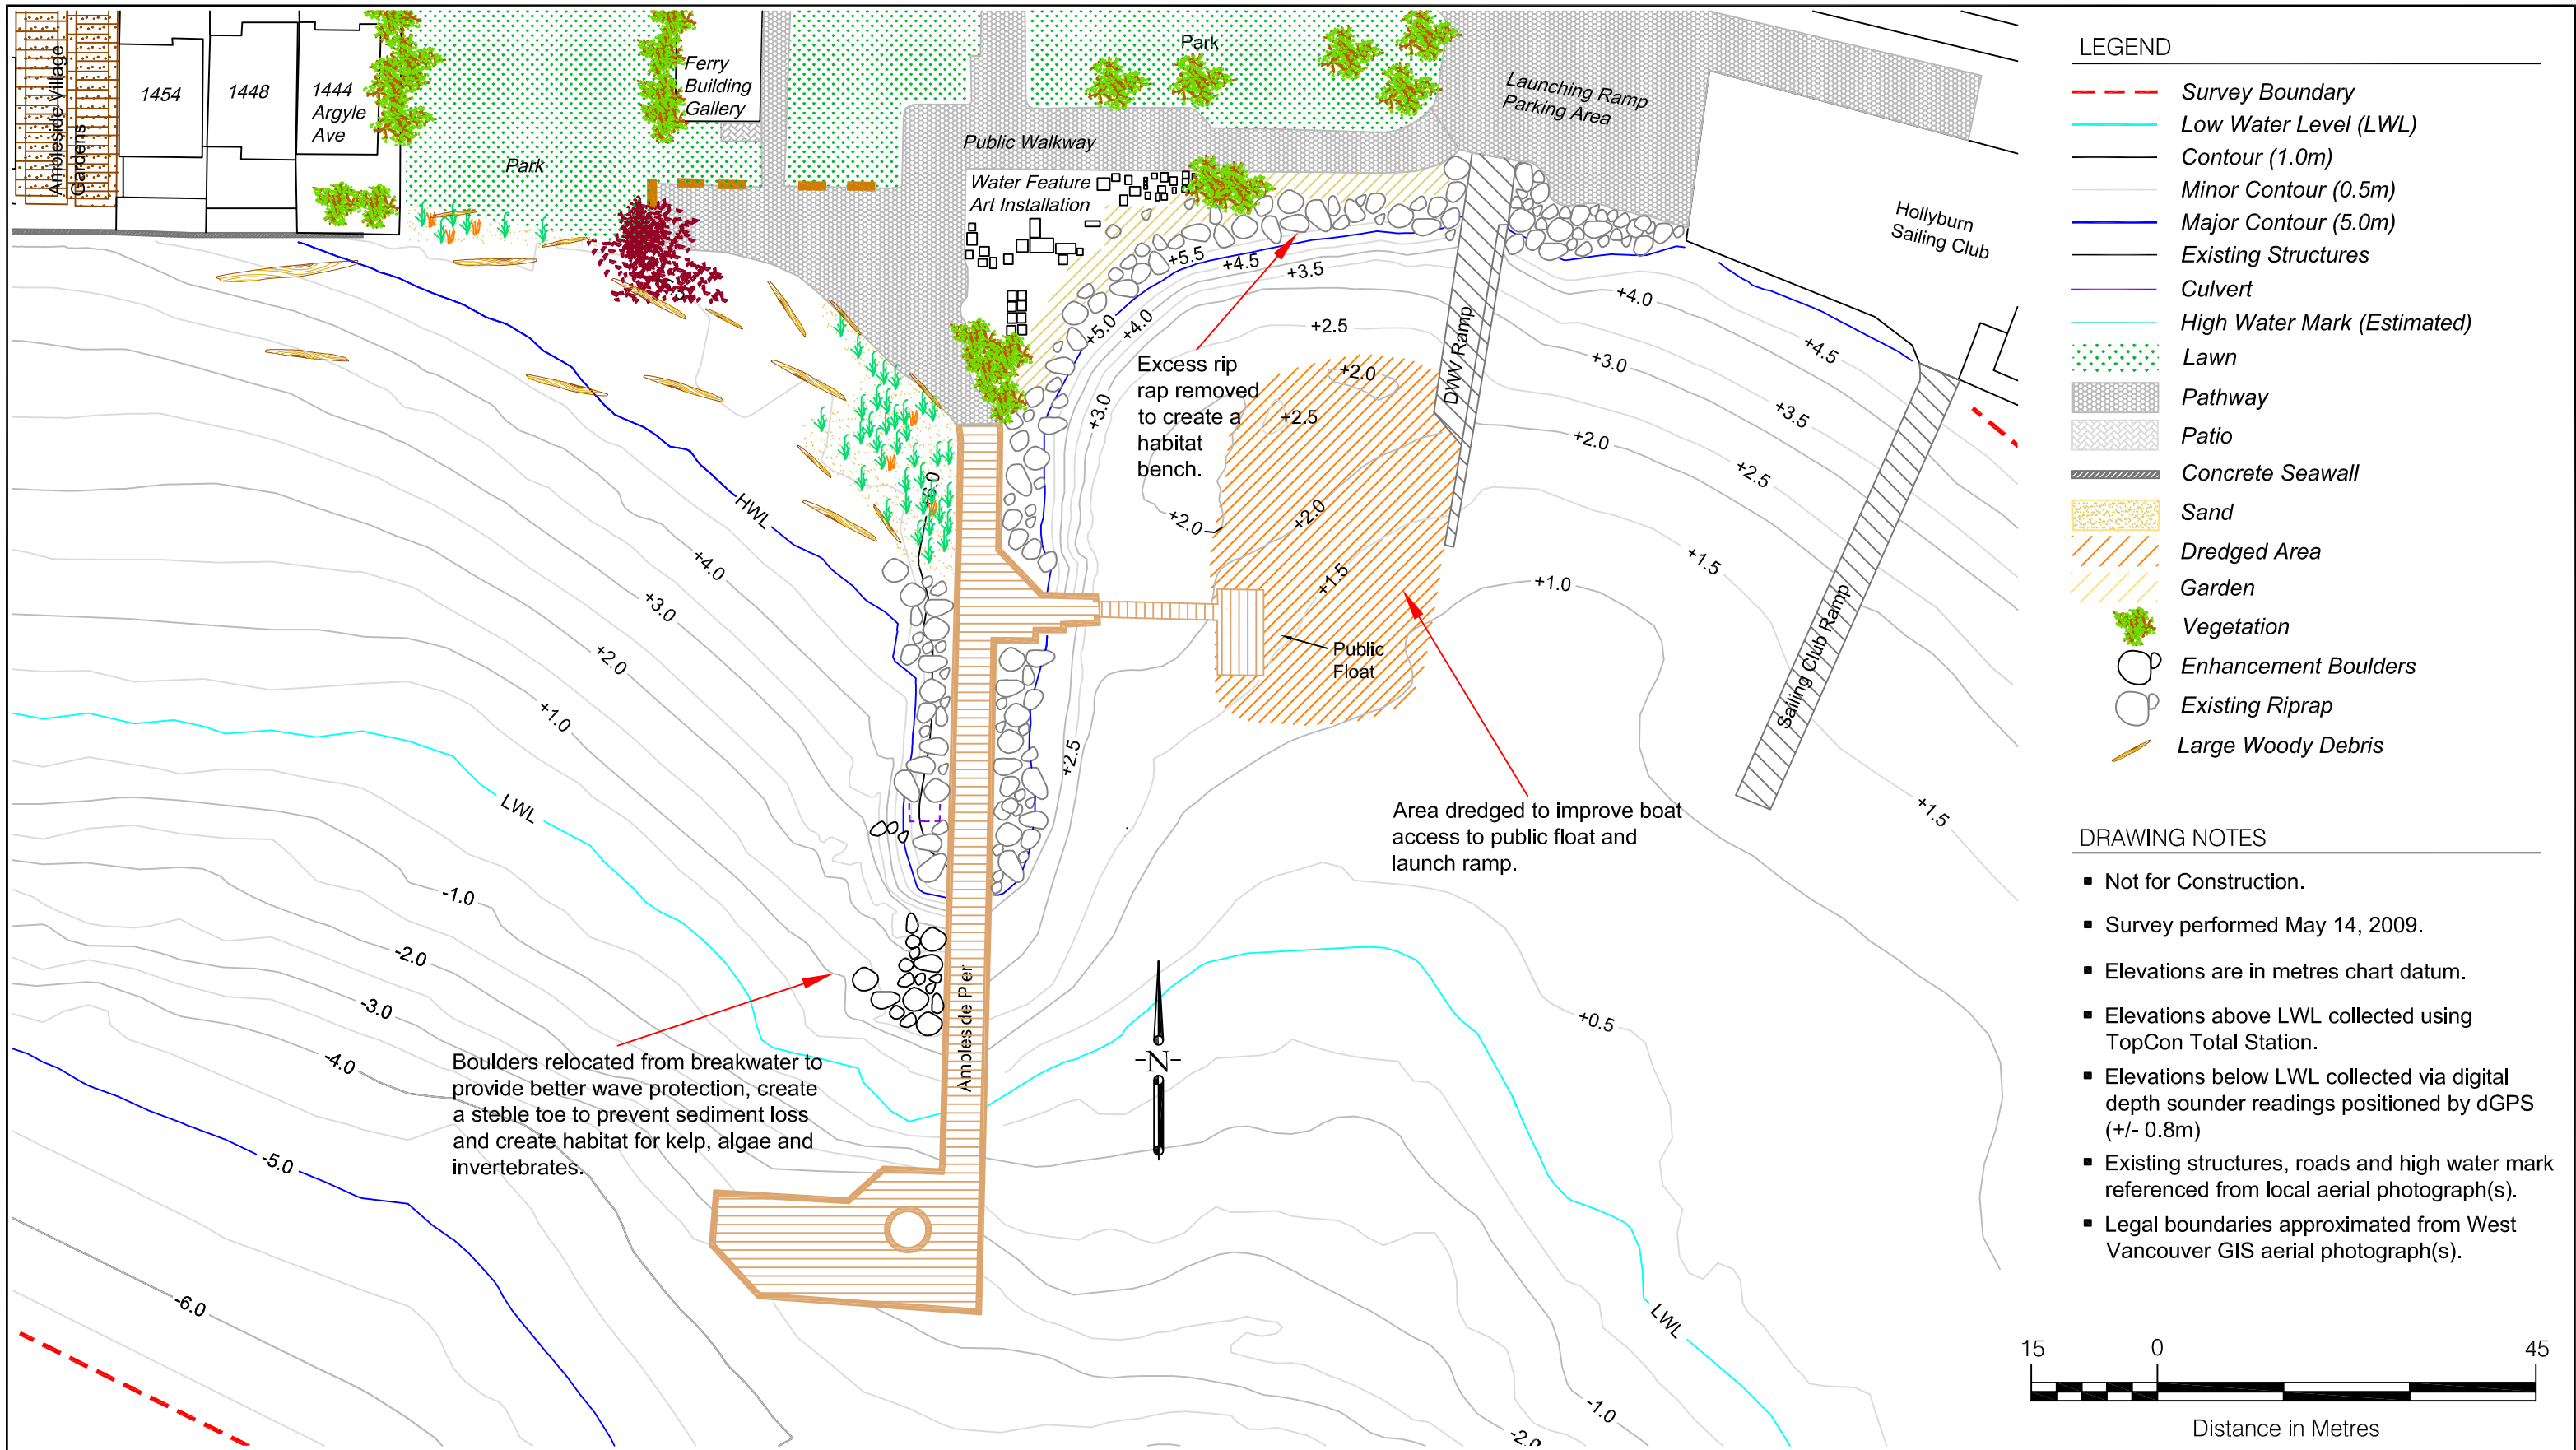 Ambleside Village
Gardens
1454
1448
1444
Argyle
Ave
Park
Ferry
Building
Gallery
Park
Public Walkway
Launching Ramp
Parking Area
Water Feature
Art Installation
Hollyburn
Sailing Club
+5.5
+4.5
+3.5
+5.0
+4.0
+2.5
+3.0
+2.0
+2.5
+2.0
+2.0
+1.5
DWV Ramp
+4.0
+4.5
+3.0
+3.5
+2.0
+2.5
+1.5
+1.0
+1.5
Sailing Club Ramp
Excess rip
rap removed
to create a
habitat
bench.
HWL
+6.0
+4.0
+3.0
+2.0
+1.0
LWL
-1.0
-2.0
-3.0
-4.0
-5.0
-6.0
+2.5
Public
Float
Area dredged to improve boat
access to public float and
launch ramp.
Ambleside Pier
Boulders relocated from breakwater to
provide better wave protection, create
a steble toe to prevent sediment loss
and create habitat for kelp, algae and
invertebrates.
-N-
+0.5
LWL
-1.0
-2.0
LEGEND
Survey Boundary
Low Water Level (LWL)
Contour (1.0m)
Minor Contour (0.5m)
Major Contour (5.0m)
Existing Structures
Culvert
High Water Mark (Estimated)
Lawn
Pathway
Patio
Concrete Seawall
Sand
Dredged Area
Garden
Vegetation
Enhancement Boulders
Existing Riprap
Large Woody Debris
DRAWING NOTES
▪ Not for Construction.
▪ Survey performed May 14, 2009.
▪ Elevations are in metres chart datum.
▪ Elevations above LWL collected using
TopCon Total Station.
▪ Elevations below LWL collected via digital
depth sounder readings positioned by dGPS
(+/- 0.8m)
▪ Existing structures, roads and high water mark
referenced from local aerial photograph(s).
▪ Legal boundaries approximated from West
Vancouver GIS aerial photograph(s).
15 0 45
Distance in Metres